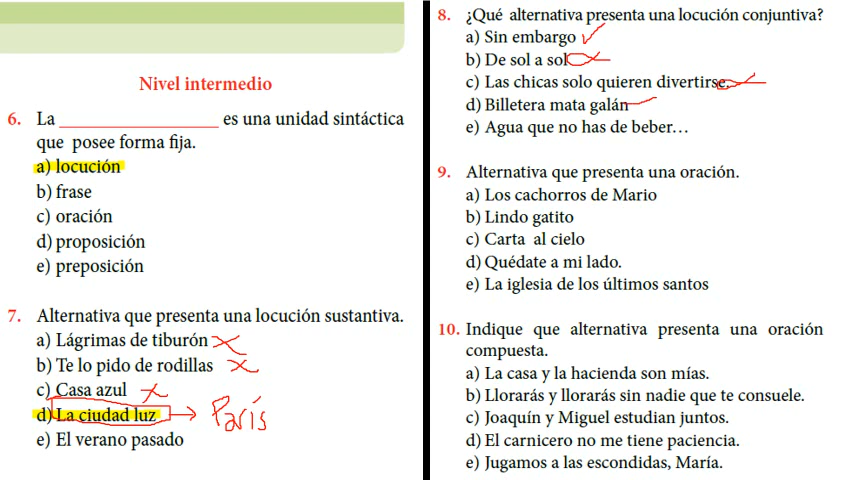 Nivel intermedio
6. La ____________________ es una unidad sintáctica
que posee forma fija.
a) locución
b) frase
c) oración
d) proposición
e) preposición
7. Alternativa que presenta una locución sustantiva.
a) Lágrimas de tiburón
b) Te lo pido de rodillas
c) Casa azul
d) La ciudad luz → París
e) El verano pasado
8. ¿Qué alternativa presenta una locución conjuntiva?
a) Sin embargo
b) De sol a sol
c) Las chicas solo quieren divertirse.
d) Billetera mata galán
e) Agua que no has de beber…
9. Alternativa que presenta una oración.
a) Los cachorros de Mario
b) Lindo gatito
c) Carta al cielo
d) Quédate a mi lado.
e) La iglesia de los últimos santos
10. Indique que alternativa presenta una oración
compuesta.
a) La casa y la hacienda son mías.
b) Llorarás y llorarás sin nadie que te consuele.
c) Joaquín y Miguel estudian juntos.
d) El carnicero no me tiene paciencia.
e) Jugamos a las escondidas, María.